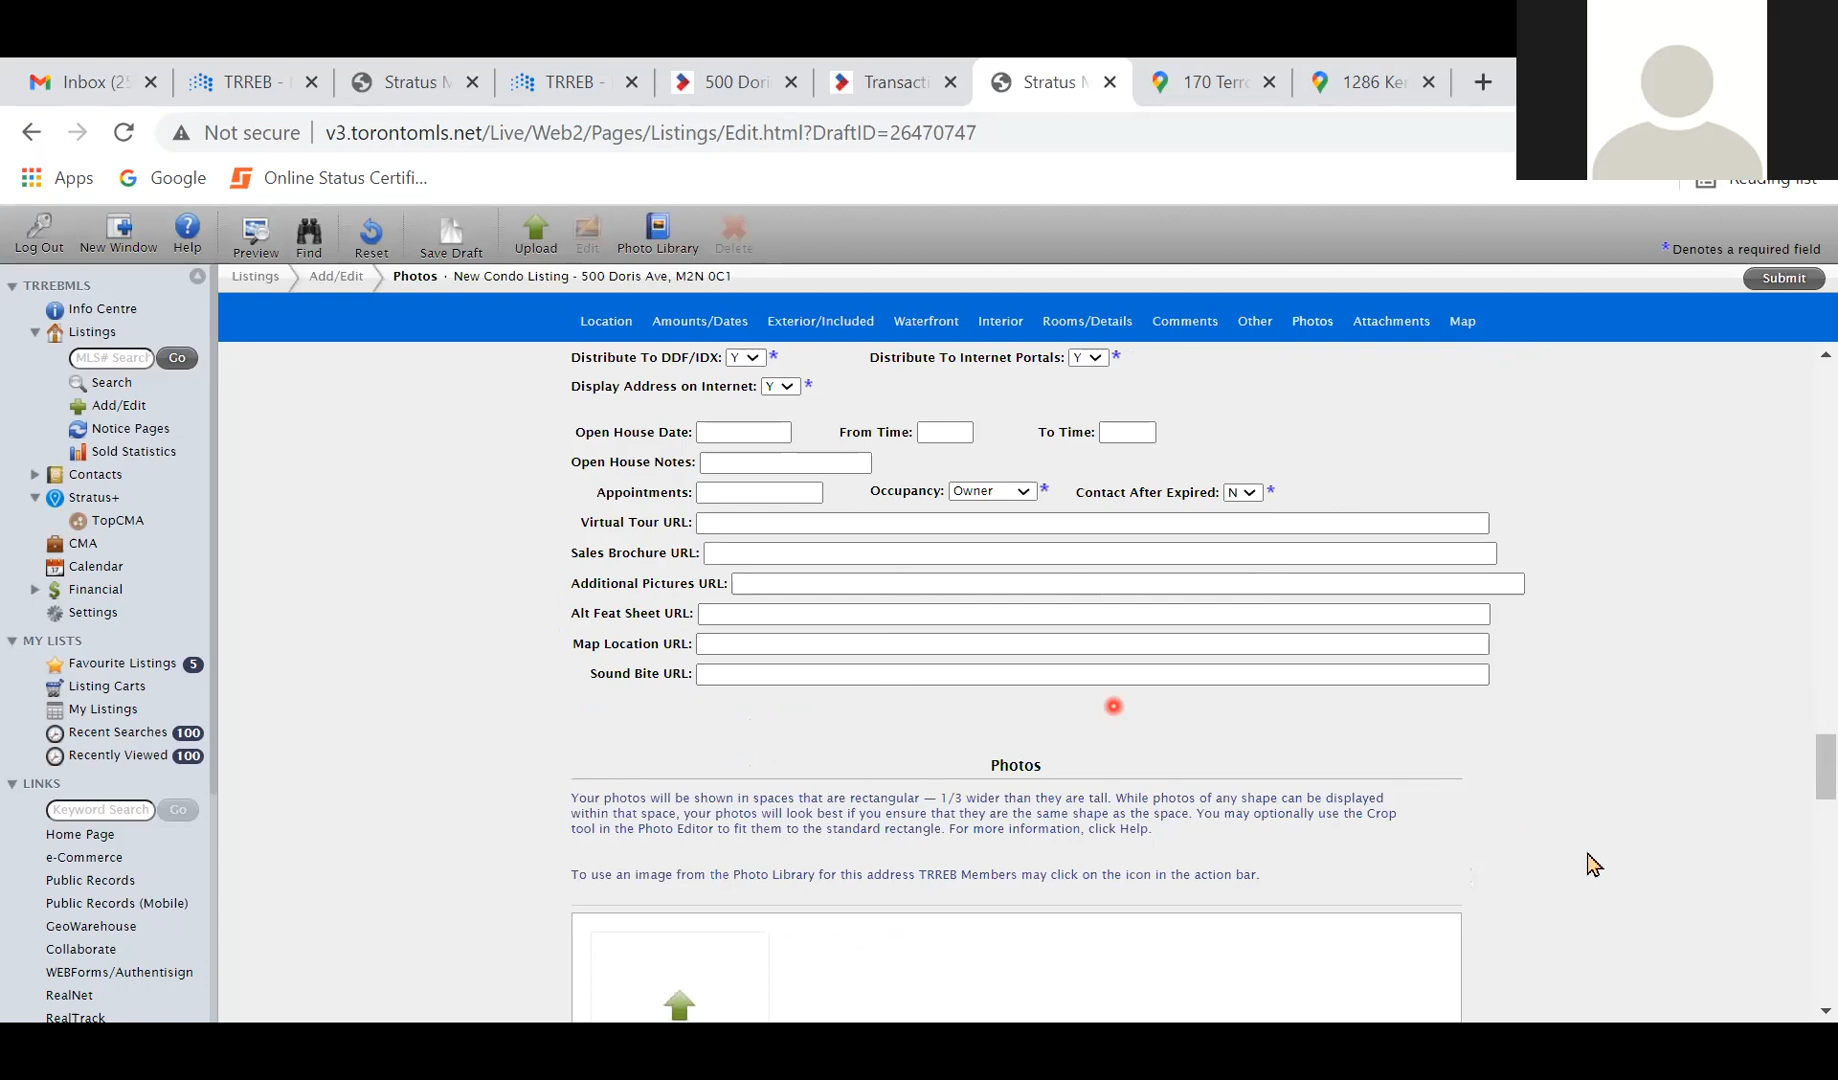 Inbox (25
TRREB -
Stratus M
TRREB -
500 Dori
Transacti
Stratus M
170 Terr
1286 Ke
Not secure v3.torontomls.net/Live/Web2/Pages/Listings/Edit.html?DraftID=26470747
Apps Google Online Status Certifi...
Reading list
Log Out New Window Help Preview Find Reset Save Draft Upload Edit Photo Library Delete
* Denotes a required field
Listings Add/Edit Photos · New Condo Listing - 500 Doris Ave, M2N 0C1
Submit
Location Amounts/Dates Exterior/Included Waterfront Interior Rooms/Details Comments Other Photos Attachments Map
TRREBMLS
Info Centre
Listings
MLS# Search Go
Search
Add/Edit
Notice Pages
Sold Statistics
Contacts
Stratus+
TopCMA
CMA
Calendar
Financial
Settings
MY LISTS
Favourite Listings 5
Listing Carts
My Listings
Recent Searches 100
Recently Viewed 100
LINKS
Keyword Search Go
Home Page
e-Commerce
Public Records
Public Records (Mobile)
GeoWarehouse
Collaborate
WEBForms/Authentisign
RealNet
RealTrack
Distribute To DDF/IDX: Y * Distribute To Internet Portals: Y *
Display Address on Internet: Y *
Open House Date: From Time: To Time:
Open House Notes:
Appointments: Occupancy: Owner * Contact After Expired: N *
Virtual Tour URL:
Sales Brochure URL:
Additional Pictures URL:
Alt Feat Sheet URL:
Map Location URL:
Sound Bite URL:
Photos
Your photos will be shown in spaces that are rectangular — 1/3 wider than they are tall. While photos of any shape can be displayed
within that space, your photos will look best if you ensure that they are the same shape as the space. You may optionally use the Crop
tool in the Photo Editor to fit them to the standard rectangle. For more information, click Help.
To use an image from the Photo Library for this address TRREB Members may click on the icon in the action bar.